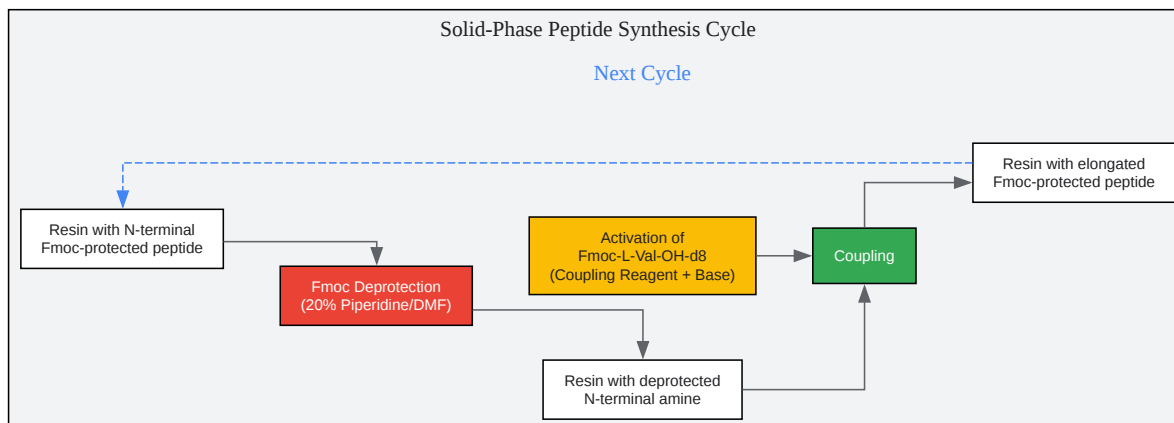 Solid-Phase Peptide Synthesis Cycle
Next Cycle
Resin with elongated
Fmoc-protected peptide
Resin with N-terminal
Fmoc-protected peptide
Activation of
Fmoc-L-Val-OH-d8
(Coupling Reagent + Base)
Coupling
Fmoc Deprotection
(20% Piperidine/DMF)
Resin with deprotected
N-terminal amine